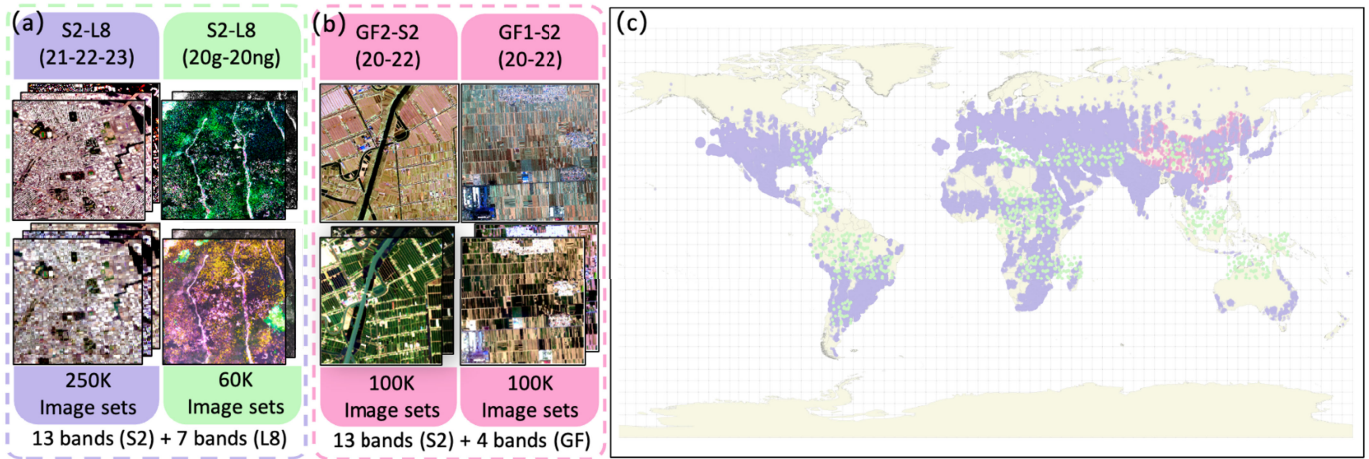 (a)
S2-L8
(21-22-23)
S2-L8
(20g-20ng)
250K
Image sets
60K
Image sets
13 bands (S2) + 7 bands (L8)
(b)
GF2-S2
(20-22)
GF1-S2
(20-22)
100K
Image sets
100K
Image sets
13 bands (S2) + 4 bands (GF)
(c)